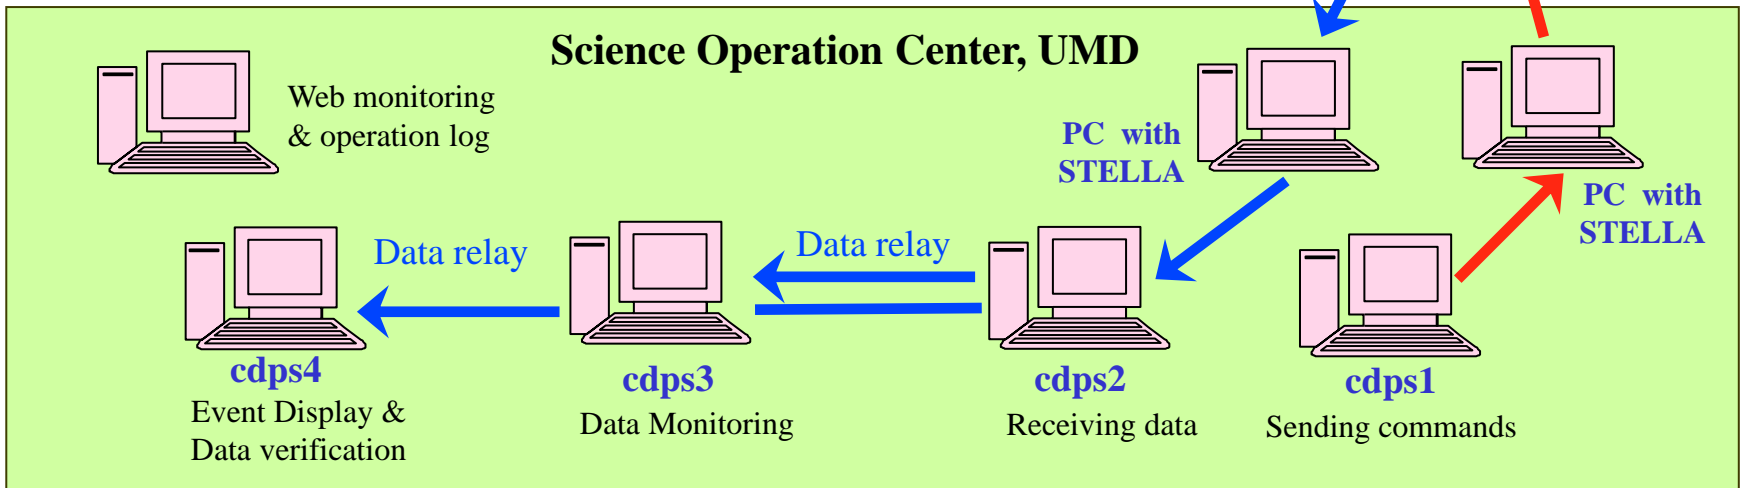 Science Operation Center, UMD
Web monitoring
& operation log
PC with
STELLA
PC with
STELLA
Data relay
Data relay
cdps4
Event Display &
Data verification
cdps3
Data Monitoring
cdps2
Receiving data
cdps1
Sending commands